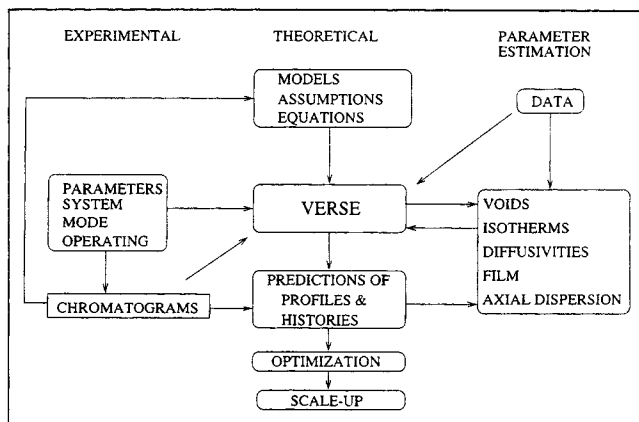 EXPERIMENTAL
THEORETICAL
PARAMETER
ESTIMATION
MODELS
ASSUMPTIONS
EQUATIONS
DATA
PARAMETERS
SYSTEM
MODE
OPERATING
VERSE
VOIDS
ISOTHERMS
DIFFUSIVITIES
FILM
AXIAL DISPERSION
CHROMATOGRAMS
PREDICTIONS OF
PROFILES &
HISTORIES
OPTIMIZATION
SCALE-UP